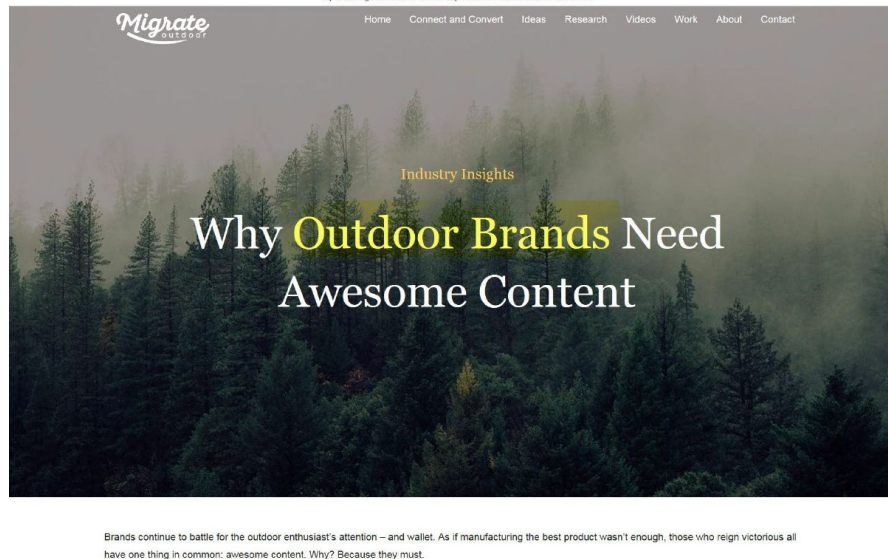 Migrate
outdoor
Home Connect and Convert Ideas Research Videos Work About Contact
Industry Insights
Why Outdoor Brands Need
Awesome Content
Brands continue to battle for the outdoor enthusiast's attention – and wallet. As if manufacturing the best product wasn't enough, those who reign victorious all
have one thing in common: awesome content. Why? Because they must.